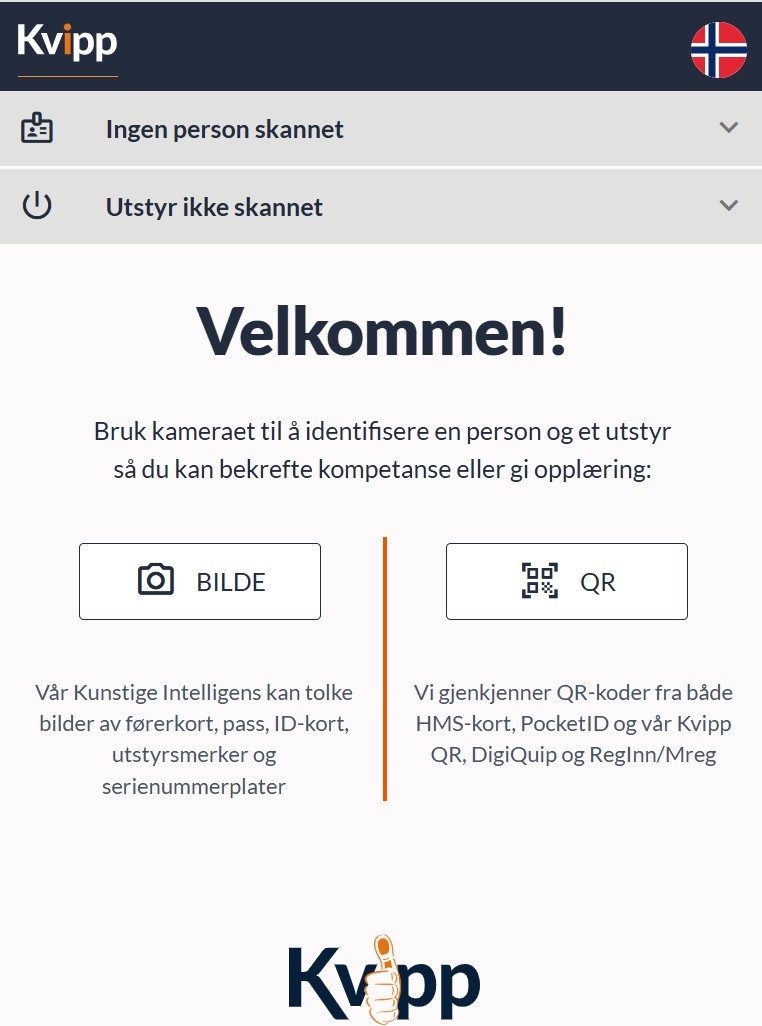 Kvipp
Ingen person skannet
Utstyr ikke skannet
Velkommen!
Bruk kameraet til å identifisere en person og et utstyr
så du kan bekrefte kompetanse eller gi opplæring:
BILDE
Vår Kunstige Intelligens kan tolke
bilder av førerkort, pass, ID-kort,
utstyrsmerker og
serienummerplater
QR
Vi gjenkjenner QR-koder fra både
HMS-kort, PocketID og vår Kvipp
QR, DigiQuip og RegInn/Mreg
Kvipp